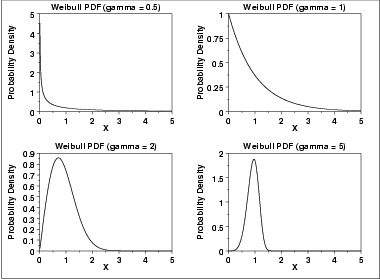 Weibull PDF (gamma = 0.5)
Probability Density
5
4
3
2
1
0
0 1 2 3 4 5
X
Weibull PDF (gamma = 1)
Probability Density
1
0.75
0.5
0.25
0
0 1 2 3 4 5
X
Weibull PDF (gamma = 2)
Probability Density
0.9
0.8
0.7
0.6
0.5
0.4
0.3
0.2
0.1
0
0 1 2 3 4 5
X
Weibull PDF (gamma = 5)
Probability Density
2
1.5
1
0.5
0
0 1 2 3 4 5
X